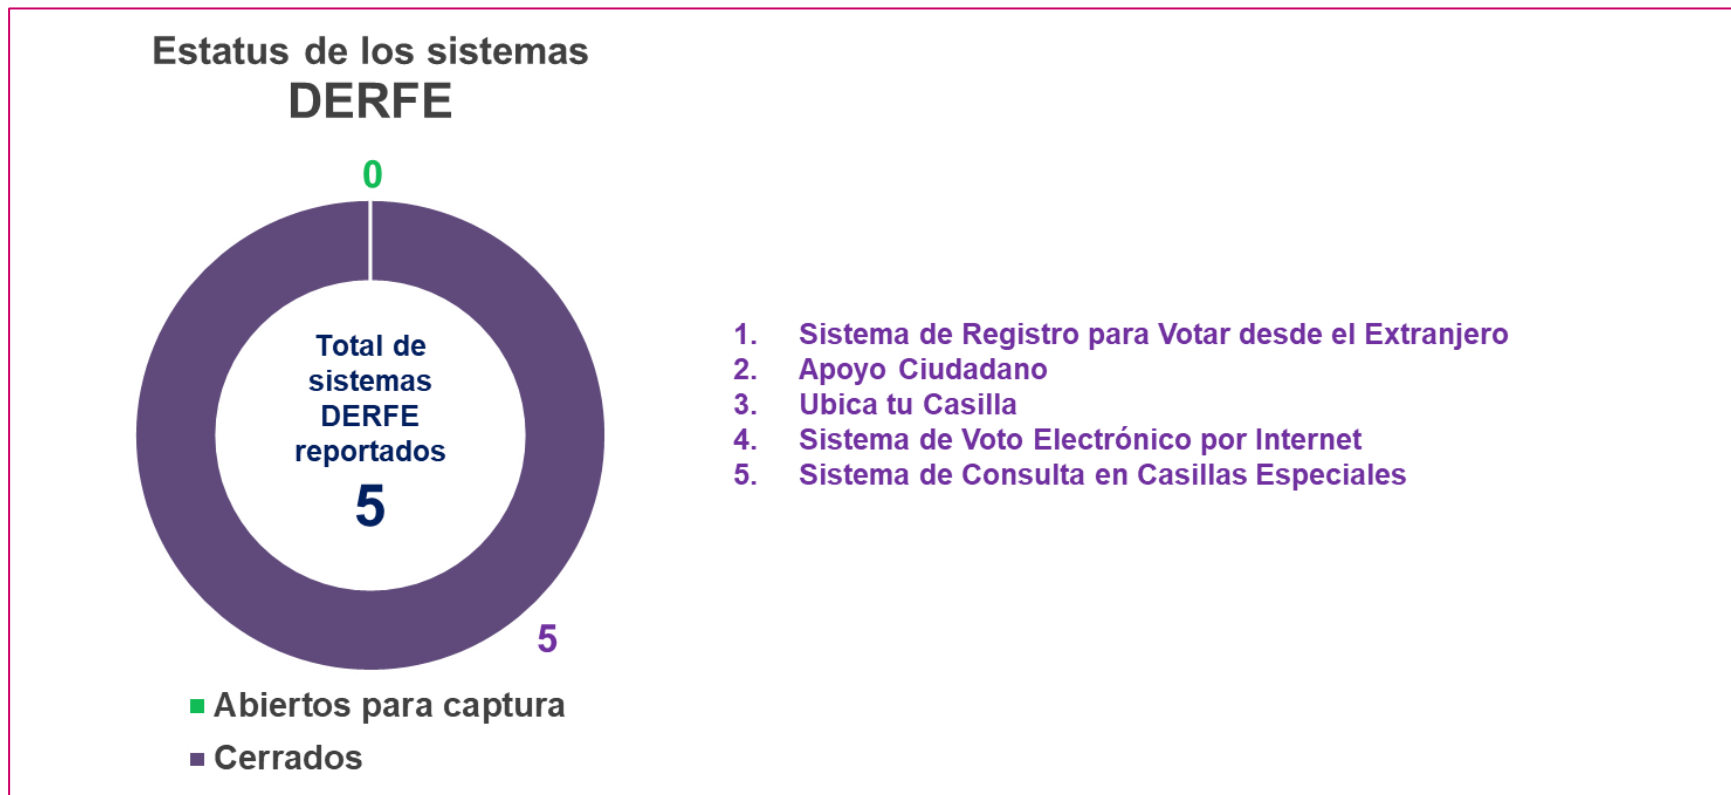 Estatus de los sistemas
DERFE
0
Total de
sistemas
DERFE
reportados
5
5
Abiertos para captura
Cerrados
1. Sistema de Registro para Votar desde el Extranjero
2. Apoyo Ciudadano
3. Ubica tu Casilla
4. Sistema de Voto Electrónico por Internet
5. Sistema de Consulta en Casillas Especiales